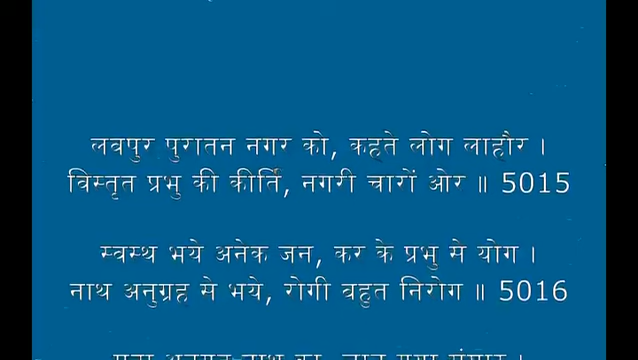 लवपुर पुरातन नगर को, कहते लोग लाहौर ।
विस्तृत प्रभु की कीर्ति, नगरी चारों ओर ॥ 5015
स्वस्थ भये अनेक जन, कर के प्रभु से योग ।
नाथ अनुग्रह से भये, रोगी बहुत निरोग ॥ 5016